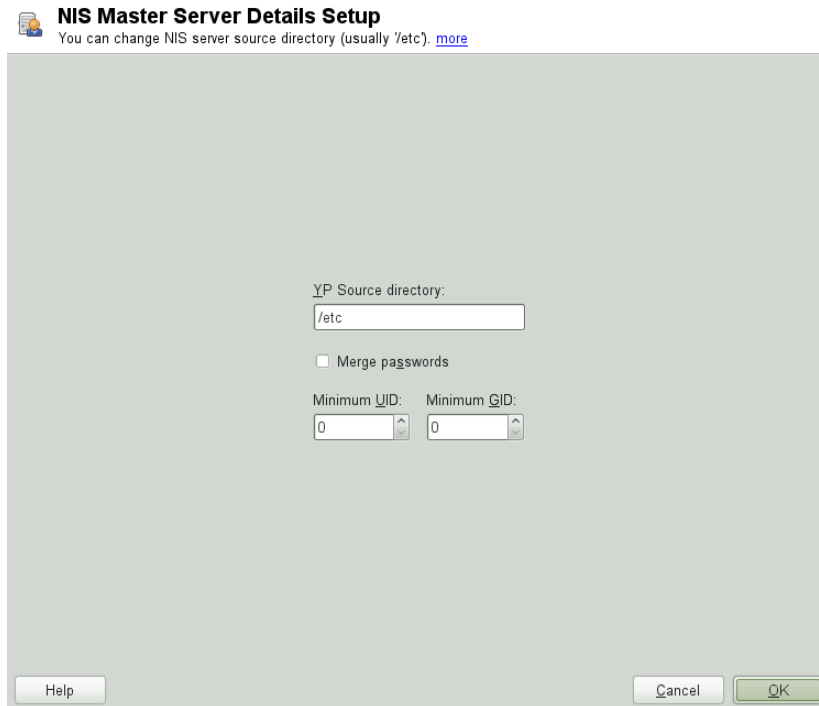 NIS Master Server Details Setup
You can change NIS server source directory (usually '/etc'). more
YP Source directory:
/etc
Merge passwords
Minimum UID: Minimum GID:
0 0
Help Cancel OK